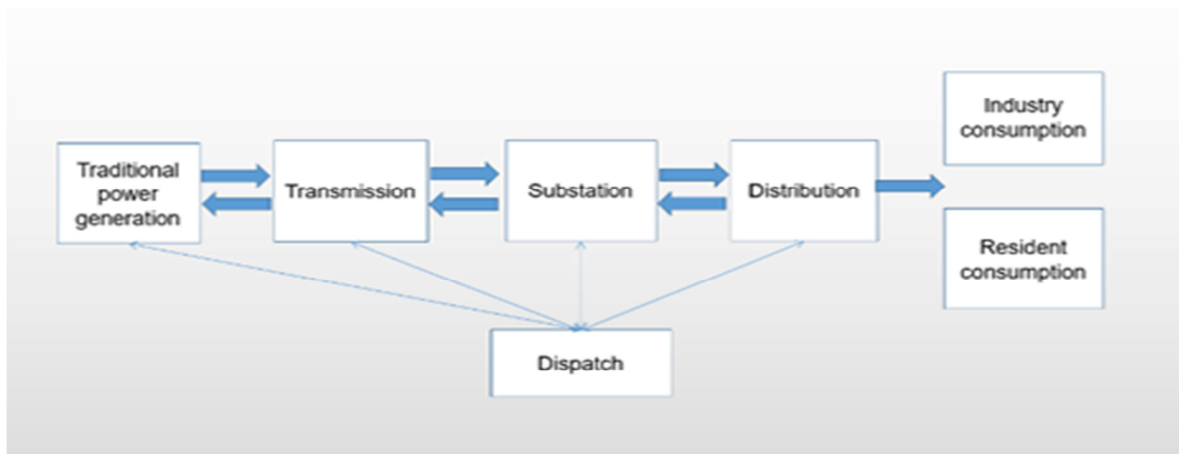 Traditional
power
generation
Transmission
Substation
Distribution
Industry
consumption
Resident
consumption
Dispatch